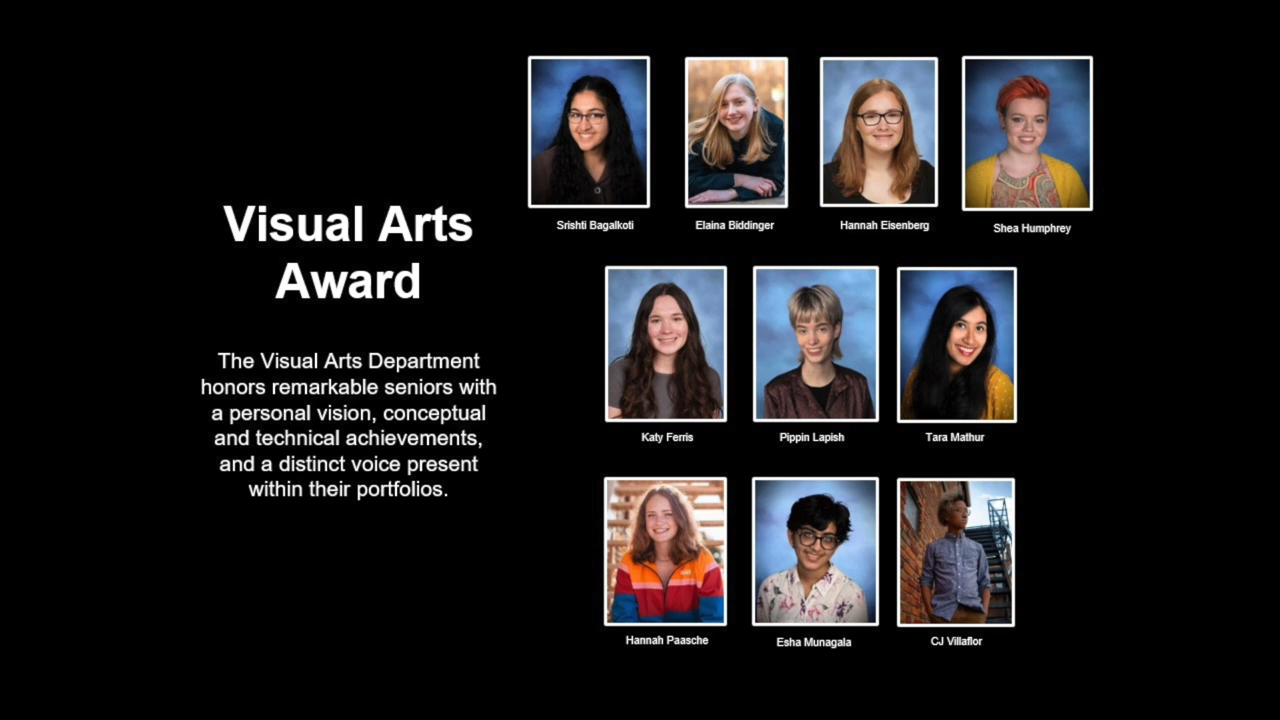 Visual Arts
Award
The Visual Arts Department
honors remarkable seniors with
a personal vision, conceptual
and technical achievements,
and a distinct voice present
within their portfolios.
Srishti Bagalkoti
Elaina Biddinger
Hannah Eisenberg
Shea Humphrey
Katy Ferris
Pippin Lapish
Tara Mathur
Hannah Paasche
Esha Munagala
CJ Villaflor